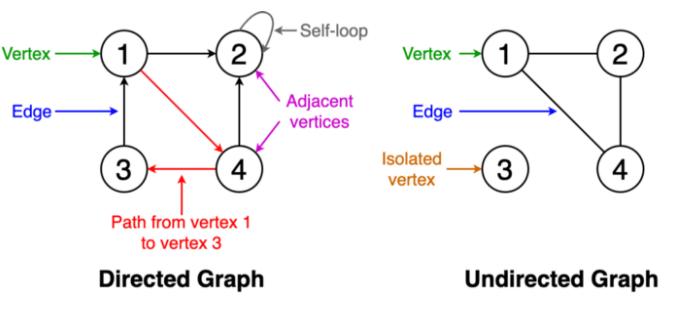 Self-loop
Vertex
1
2
Adjacent
vertices
Edge
3
4
Path from vertex 1
to vertex 3
Directed Graph
Vertex
1
2
Edge
Isolated
vertex
3
4
Undirected Graph